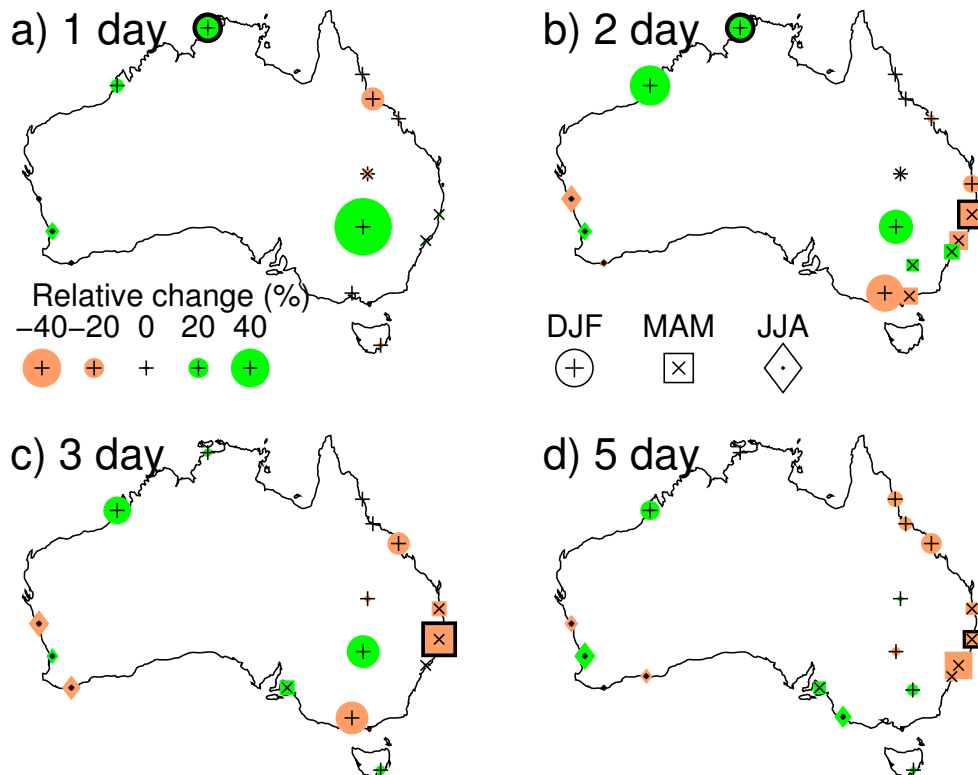 a) 1 day
b) 2 day
Relative change (%)
−40−20 0 20 40
DJF MAM JJA
c) 3 day
d) 5 day